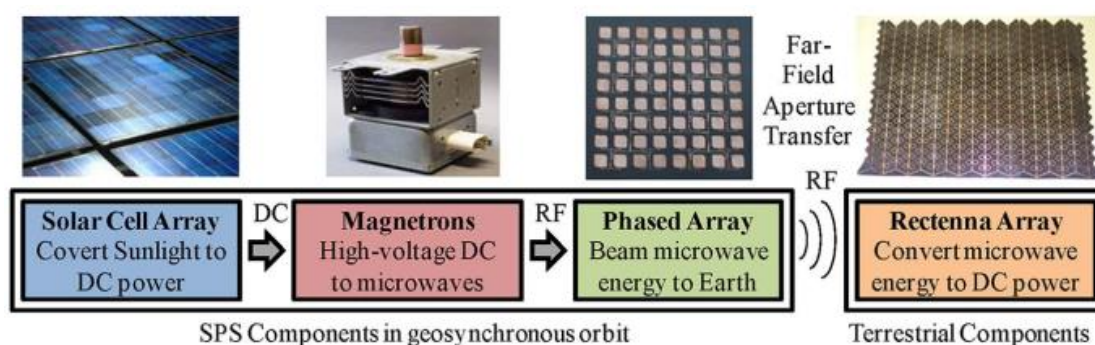 Far-
Field
Aperture
Transfer
RF
Solar Cell Array
Covert Sunlight to
DC power
DC
Magnetrons
High-voltage DC
to microwaves
RF
Phased Array
Beam microwave
energy to Earth
Rectenna Array
Convert microwave
energy to DC power
SPS Components in geosynchronous orbit
Terrestrial Components